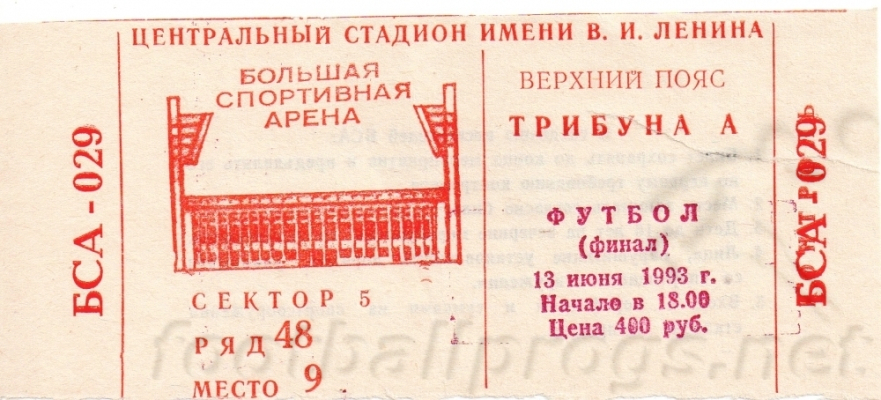 ЦЕНТРАЛЬНЫЙ СТАДИОН ИМЕНИ В. И. ЛЕНИНА
БСА - 029
БОЛЬШАЯ
СПОРТИВНАЯ
АРЕНА
СЕКТОР 5
РЯД 48
МЕСТО 9
ВЕРХНИЙ ПОЯС
ТРИБУНА А
ФУТБОЛ
(финал)
13 июня 1993 г.
Начало в 18.00
Цена 400 руб.
БСА 029
footballprogs.net